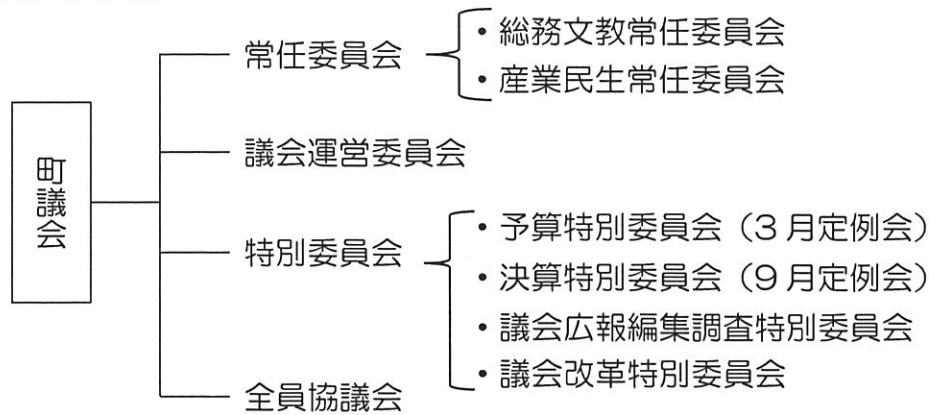 町議会
常任委員会
・総務文教常任委員会
・産業民生常任委員会
議会運営委員会
特別委員会
・予算特別委員会（3月定例会）
・決算特別委員会（9月定例会）
・議会広報編集調査特別委員会
・議会改革特別委員会
全員協議会